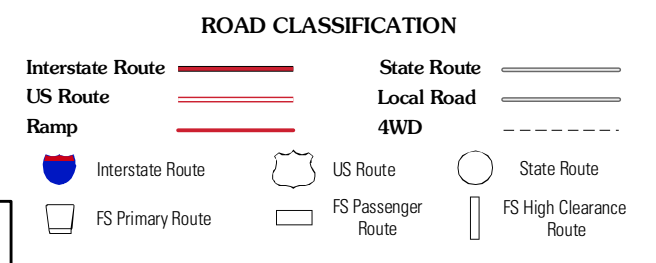 ROAD CLASSIFICATION
Interstate Route
State Route
US Route
Local Road
Ramp
4WD
Interstate Route
US Route
State Route
FS Primary Route
FS Passenger
Route
FS High Clearance
Route